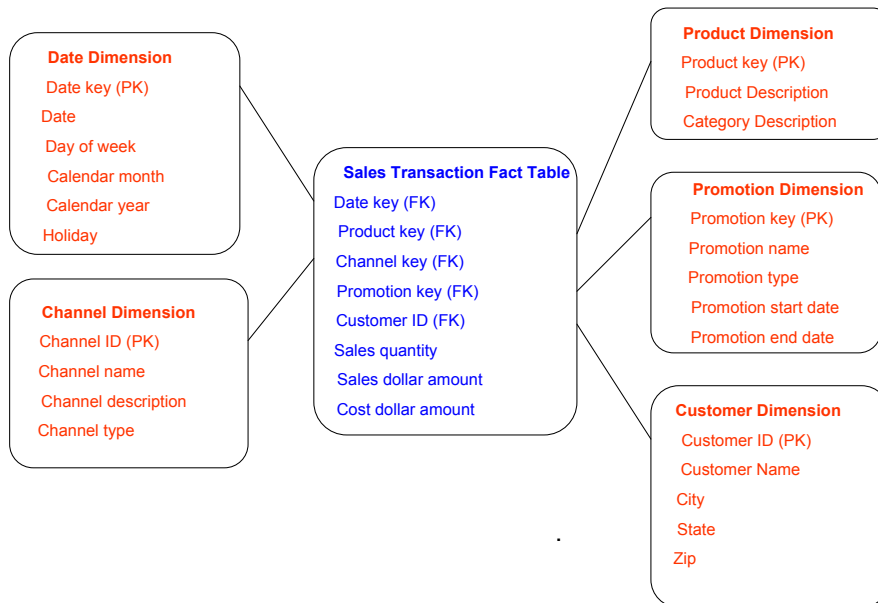 Date Dimension
Date key (PK)
Date
Day of week
Calendar month
Calendar year
Holiday
Channel Dimension
Channel ID (PK)
Channel name
Channel description
Channel type
Sales Transaction Fact Table
Date key (FK)
Product key (FK)
Channel key (FK)
Promotion key (FK)
Customer ID (FK)
Sales quantity
Sales dollar amount
Cost dollar amount
Product Dimension
Product key (PK)
Product Description
Category Description
Promotion Dimension
Promotion key (PK)
Promotion name
Promotion type
Promotion start date
Promotion end date
Customer Dimension
Customer ID (PK)
Customer Name
City
State
Zip
.